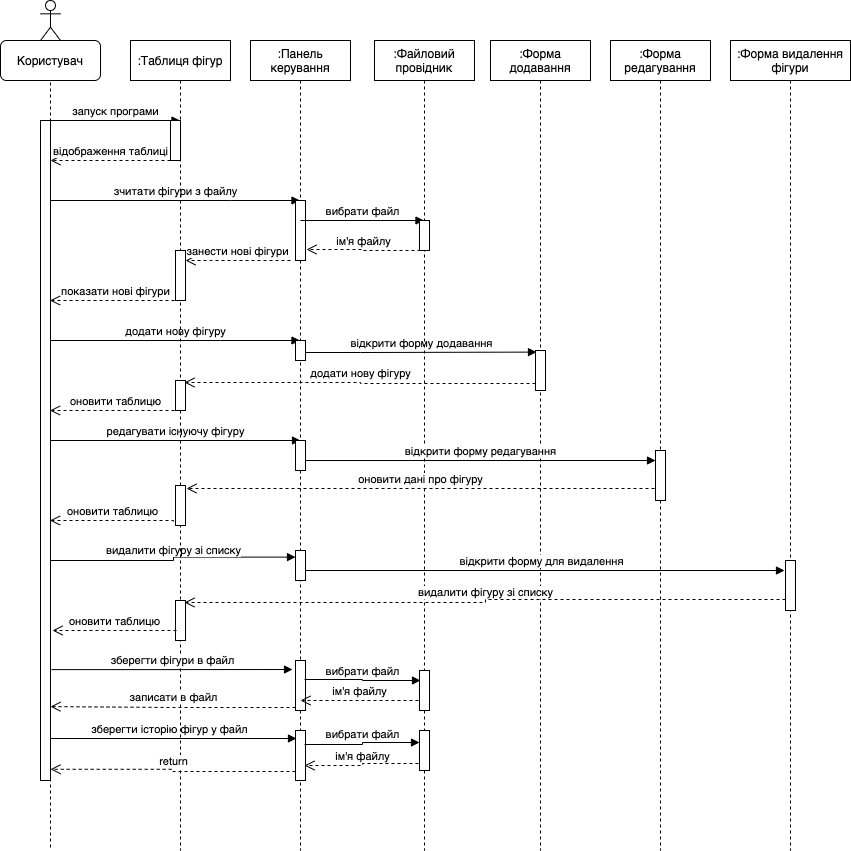 Користувач
:Таблиця фігур
:Панель
керування
:Файловий
провідник
:Форма
додавання
:Форма
редагування
:Форма видалення
фігури
запуск програми
відображення таблиці
зчитати фігури з файлу
вибрати файл
ім'я файлу
занести нові фігури
показати нові фігури
додати нову фігуру
відкрити форму додавання
додати нову фігуру
оновити таблицю
редагувати існуючу фігуру
відкрити форму редагування
оновити дані про фігуру
оновити таблицю
видалити фігуру зі списку
відкрити форму для видалення
видалити фігуру зі списку
оновити таблицю
зберегти фігури в файл
вибрати файл
ім'я файлу
записати в файл
зберегти історію фігур у файл
вибрати файл
ім'я файлу
return